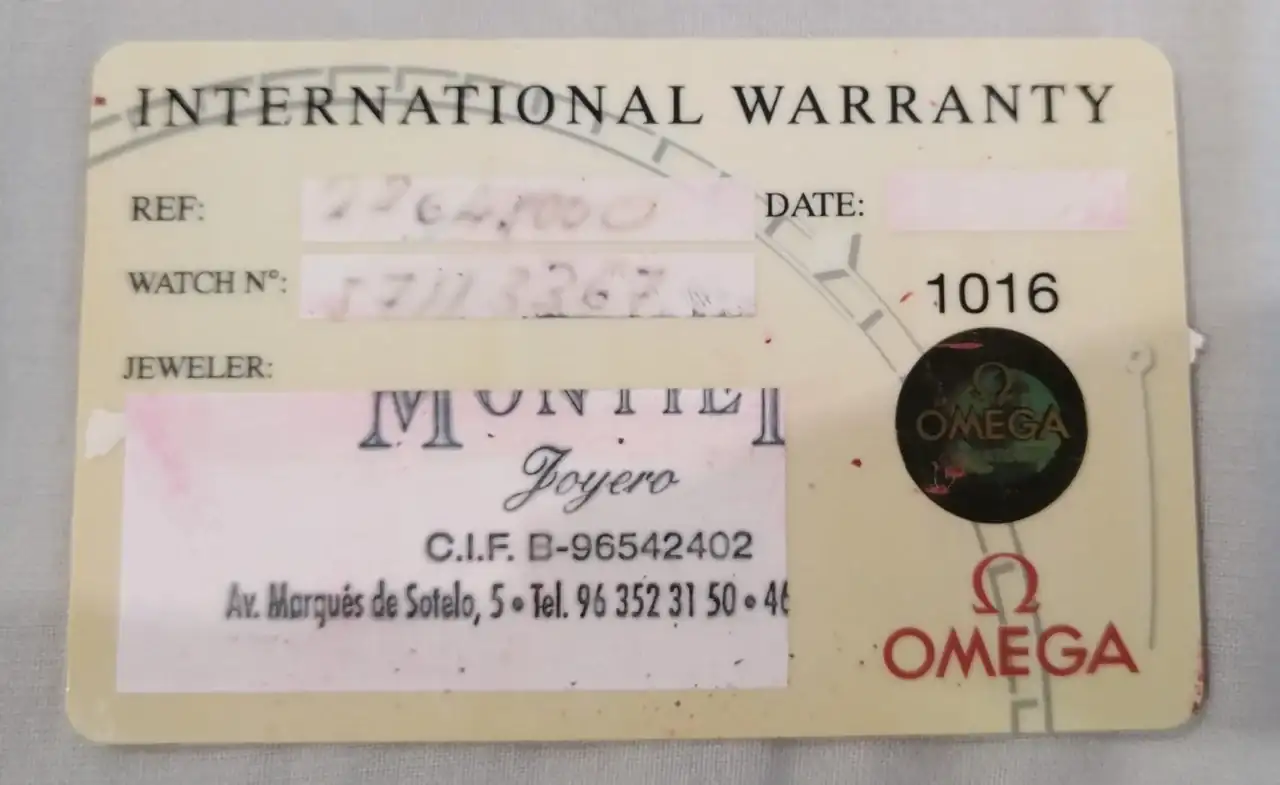 INTERNATIONAL WARRANTY
REF:
DATE:
WATCH N°:
1016
JEWELER:
OMEGA
Joyero
C.I.F. B-96542402
Av. Marqués de Sotelo, 5 • Tel. 96 352 31 50 • 46
Ω
OMEGA